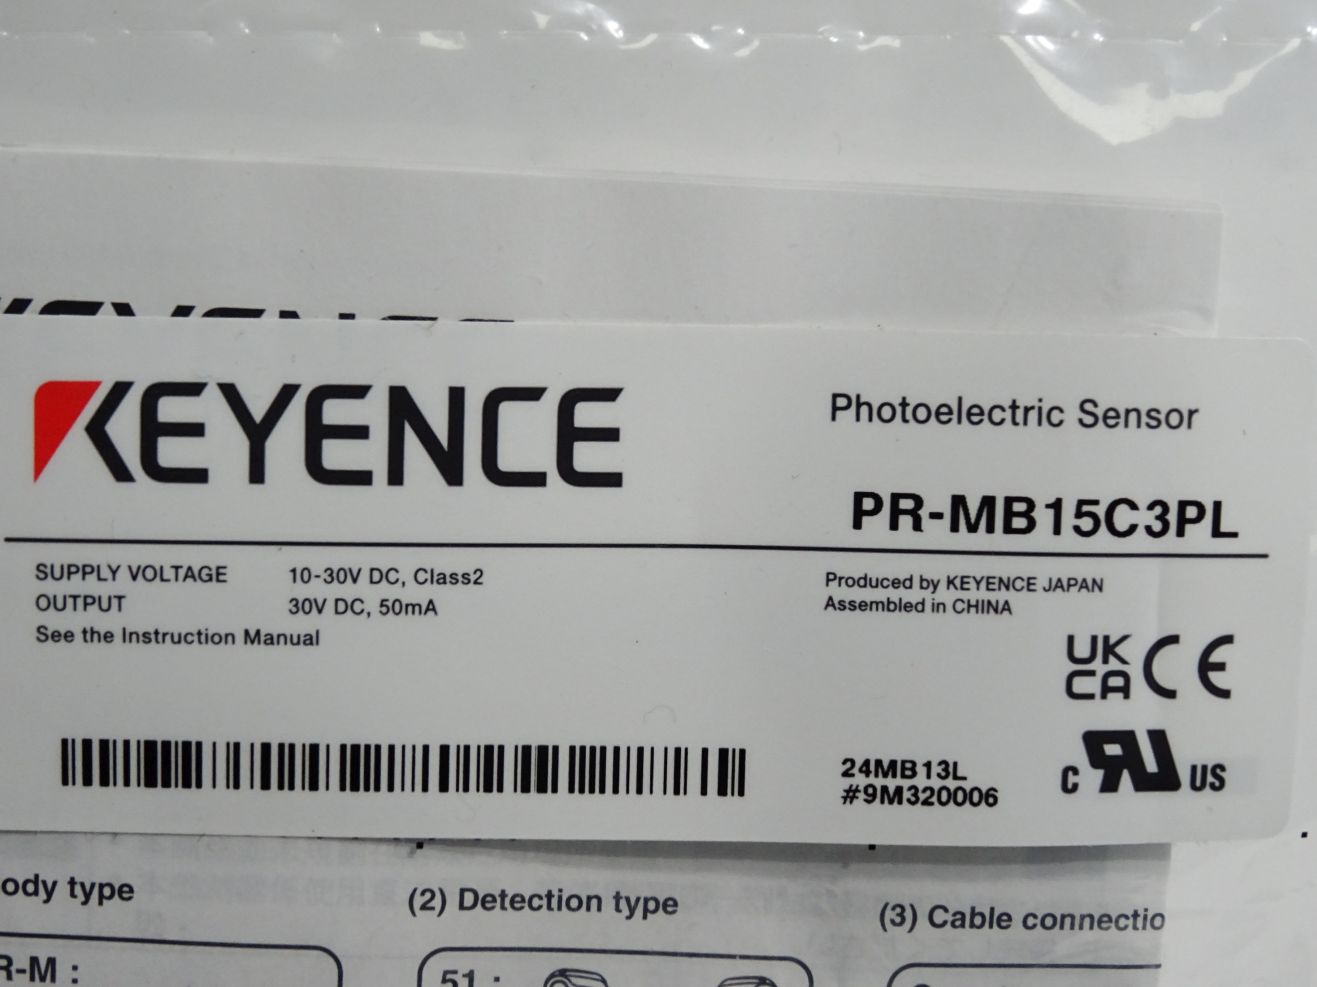 KEYENCE
Photoelectric Sensor
PR-MB15C3PL
SUPPLY VOLTAGE 10-30V DC, Class2
OUTPUT 30V DC, 50mA
See the Instruction Manual
Produced by KEYENCE JAPAN
Assembled in CHINA
UK
CA CE
24MB13L
#9M320006
C RU US
ody type
(2) Detection type
(3) Cable connectio
R-M :
51 :